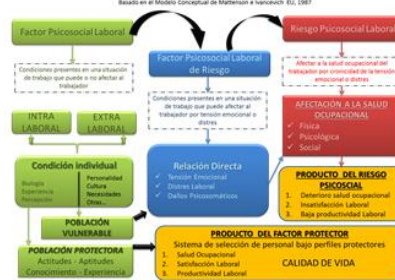 Basado en el Modelo Conceptual de Matterson e Ivancevich EU, 1987
Factor Psicosocial Laboral
Condiciones presentes en una situación
de trabajo que puede o no afectar al
trabajador
INTRA
LABORAL
EXTRA
LABORAL
Condición individual
Biología
Experiencia
Percepción
Personalidad
Cultura
Necesidades
Otras...
POBLACIÓN
VULNERABLE
POBLACIÓN PROTECTORA
Actitudes - Aptitudes
Conocimiento - Experiencia
Factor Psicosocial Laboral
de Riesgo
Condiciones presentes en una situación
de trabajo que puede afectar al
trabajador por tensión emocional o
distres
Relación Directa
✓ Tensión Emocional
✓ Distres Laboral
✓ Daños Psicosomáticos
Riesgo Psicosocial Laboral
Afectar a la salud ocupacional del
trabajador por cronicidad de la tensión
emocional o distres
AFECTACIÓN A LA SALUD
OCUPACIONAL
✓ Física
✓ Psicológica
✓ Social
PRODUCTO DEL RIESGO
PSICOSCIAL
1. Deterioro salud ocupacional
2. Insatisfacción Laboral
3. Baja productividad Laboral
PRODUCTO DEL FACTOR PROTECTOR
Sistema de selección de personal bajo perfiles protectores
1. Salud Ocupacional
2. Satisfacción Laboral
3. Productividad Laboral
CALIDAD DE VIDA